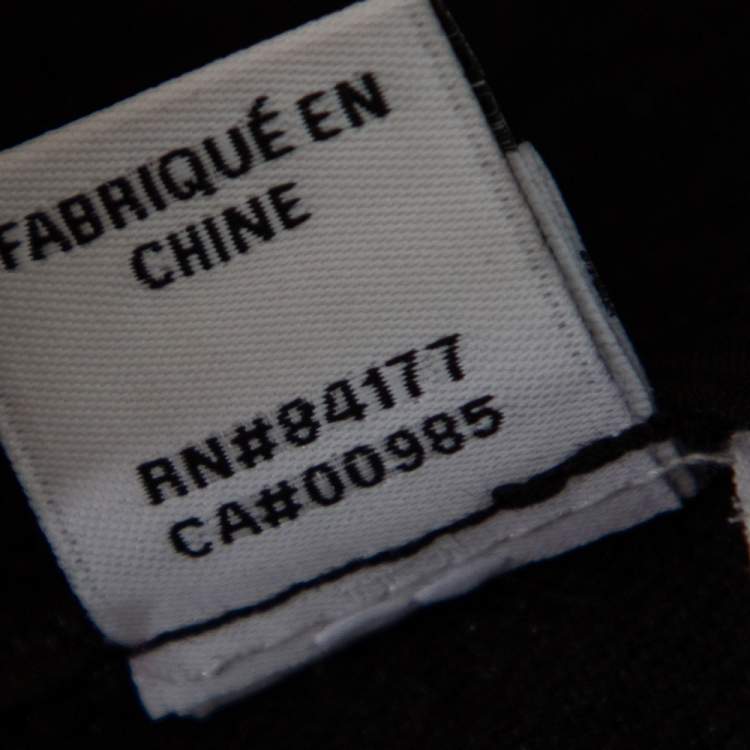 FABRIQUÉ EN
CHINE
RN#84177
CA#00985